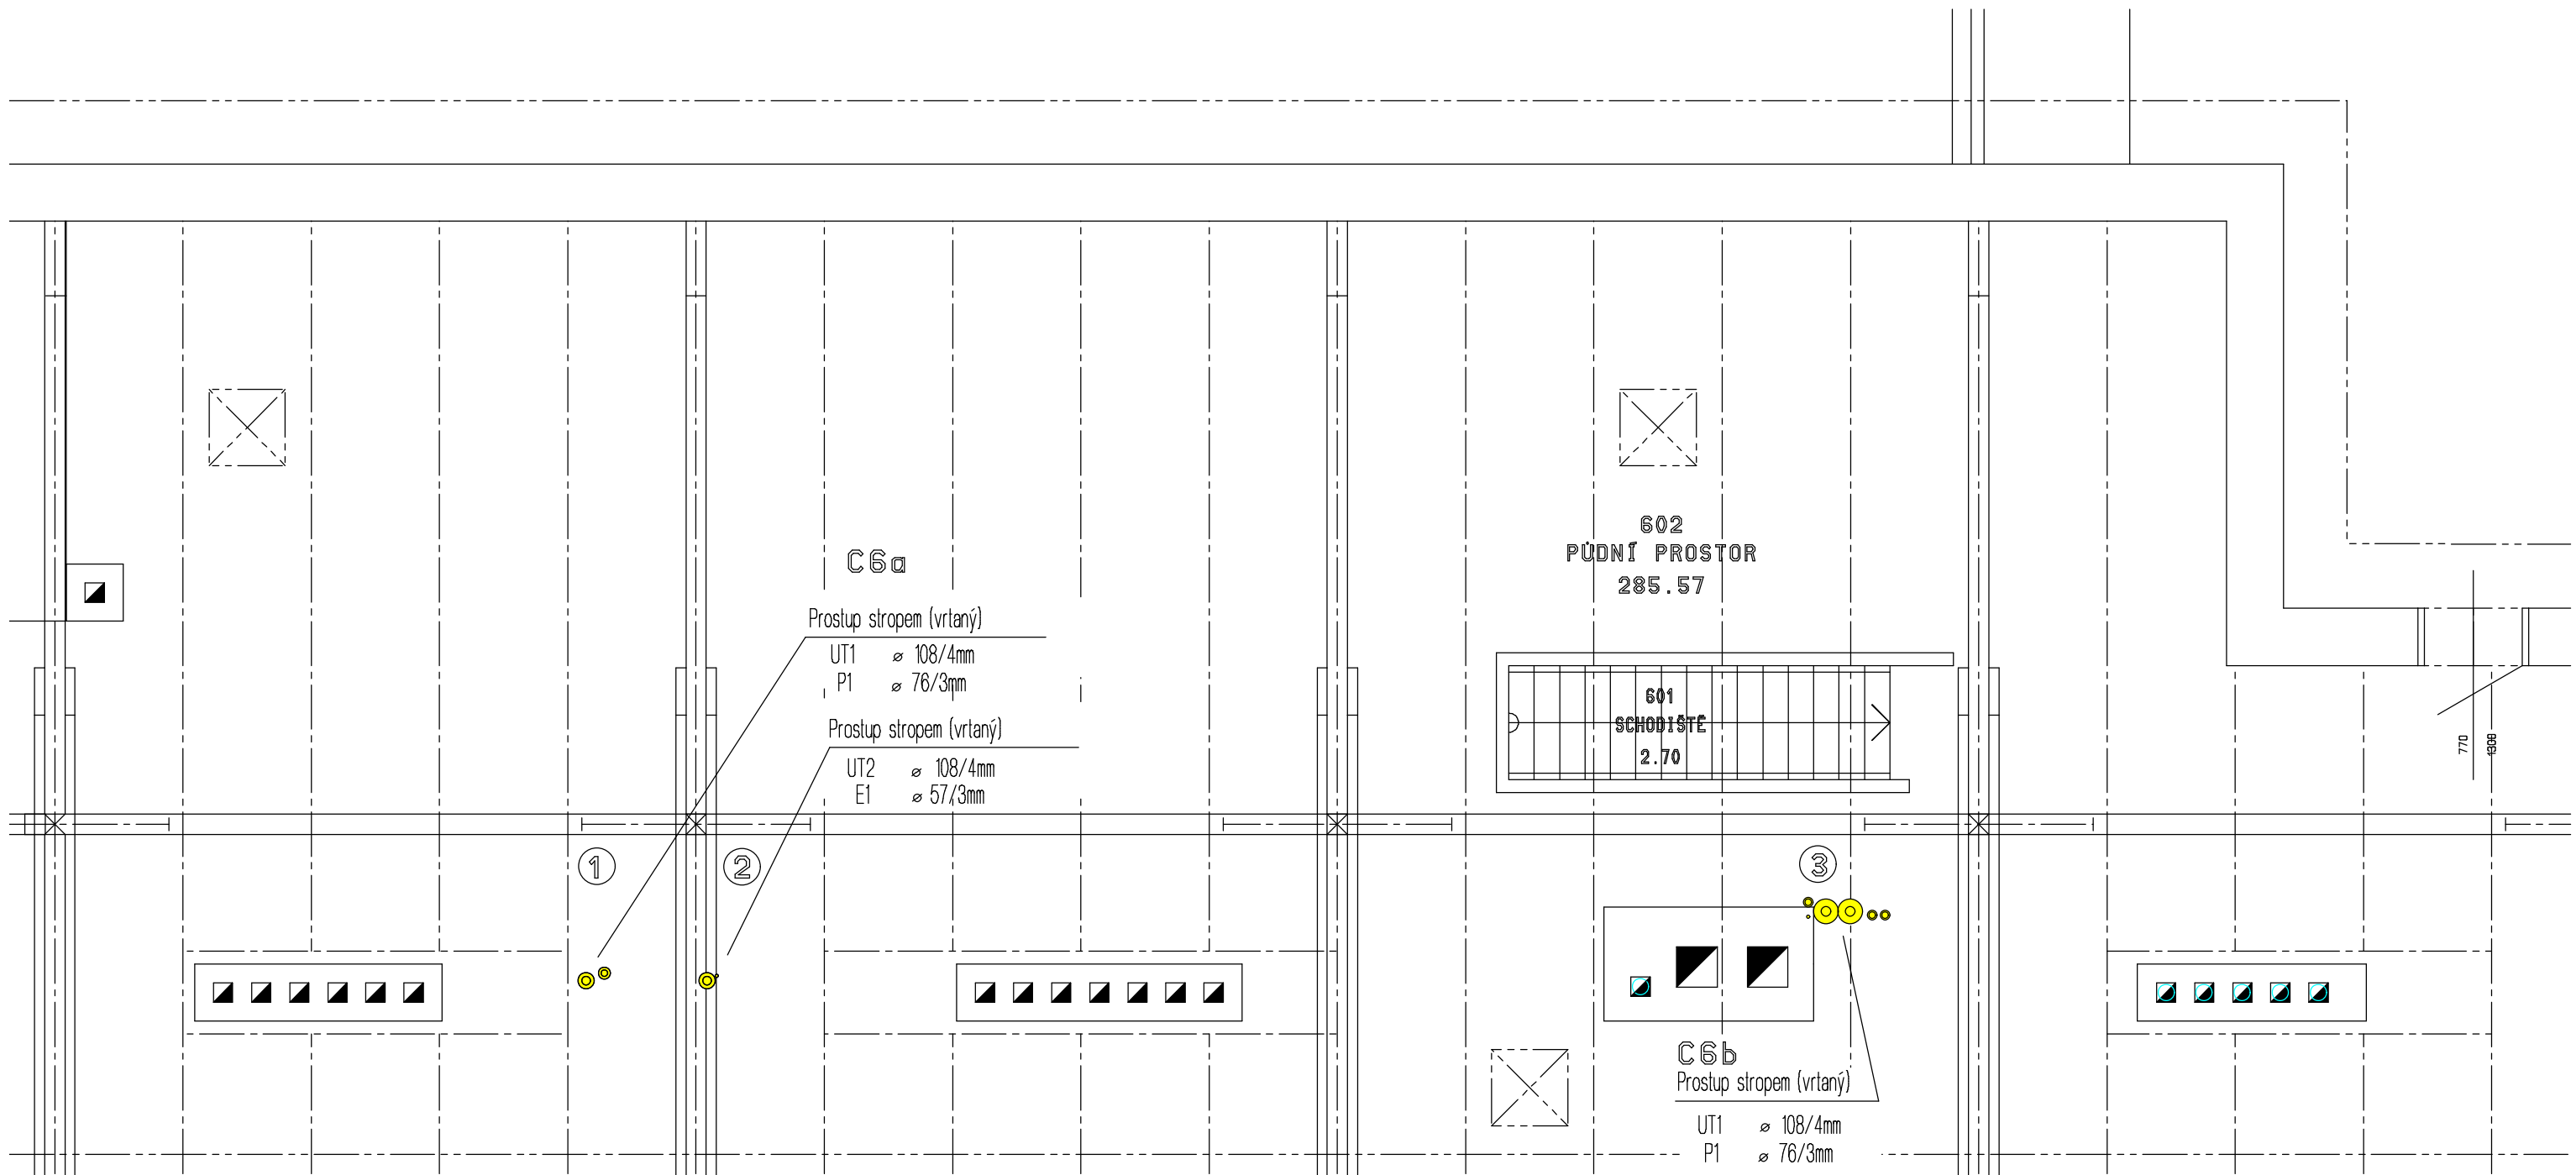 602
PŮDNÍ PROSTOR
285.57
C6a
Prostup stropem (vrtaný)
UT1 ⌀ 108/4mm
P1 ⌀ 76/3mm
Prostup stropem (vrtaný)
UT2 ⌀ 108/4mm
E1 ⌀ 57/3mm
601
SCHODIŠTĚ
2.70
770
1308
1
2
3
C6b
Prostup stropem (vrtaný)
UT1 ⌀ 108/4mm
P1 ⌀ 76/3mm